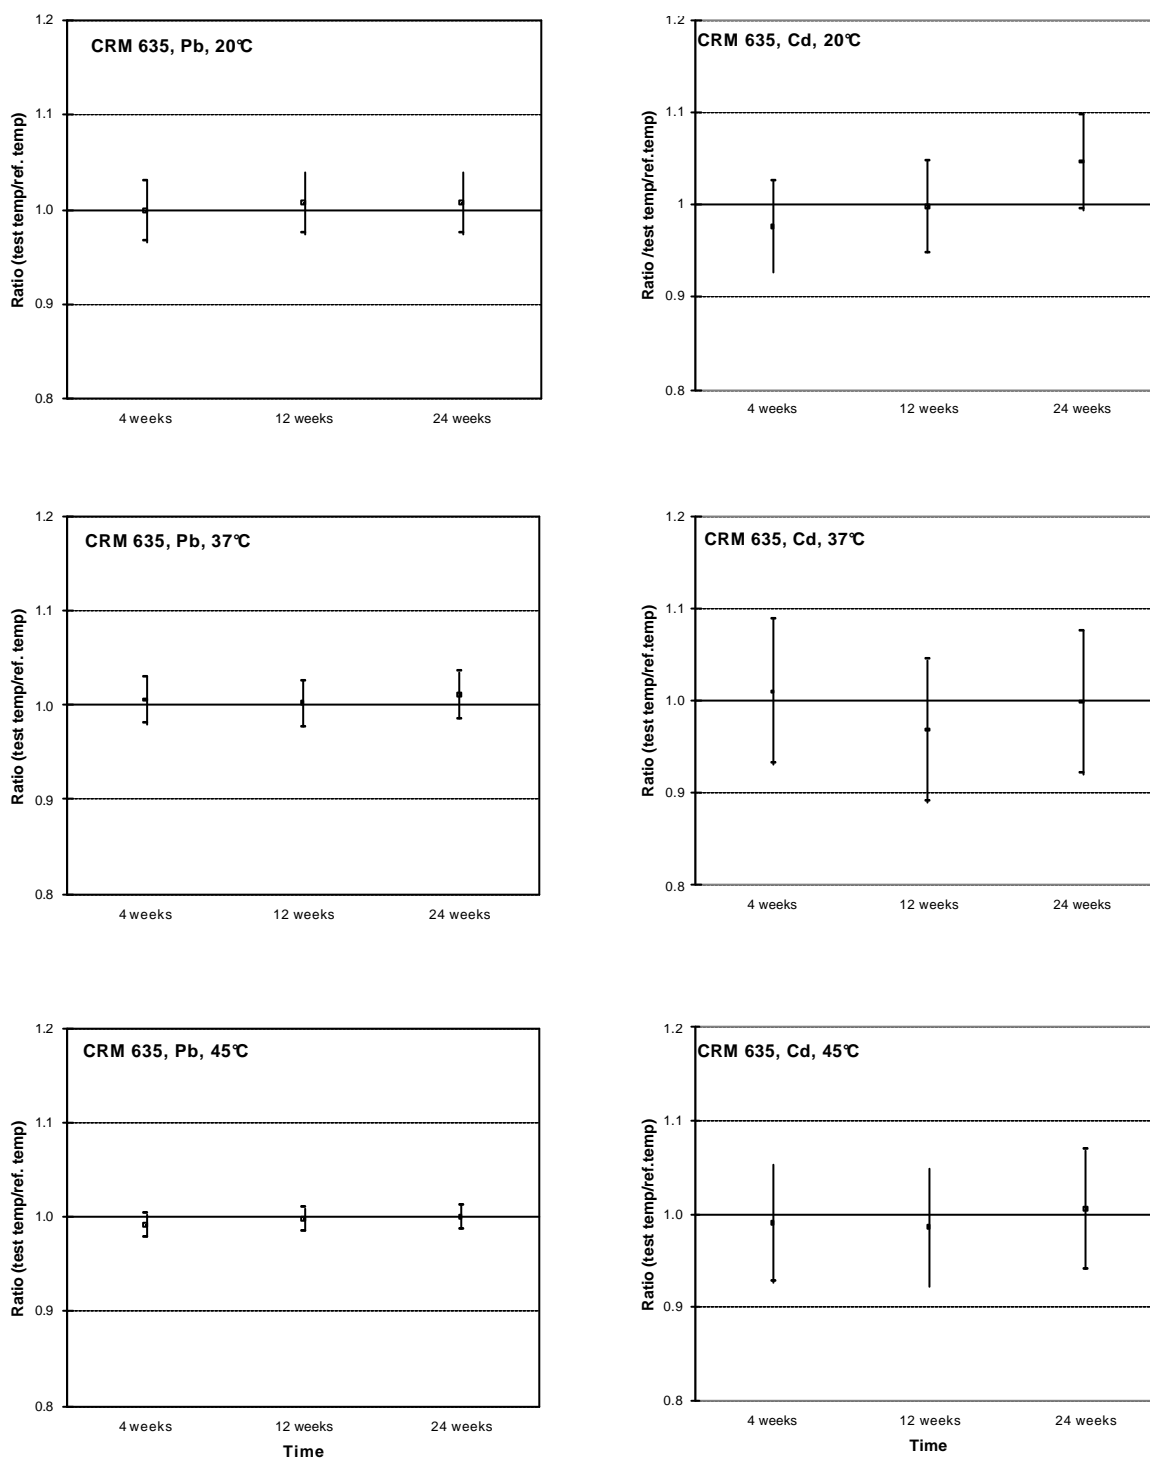 CRM 635, Pb, 20°C
Ratio (test temp/ref. temp)
1.2
1.1
1.0
0.9
0.8
4 weeks
12 weeks
24 weeks
CRM 635, Cd, 20°C
Ratio /test temp/ref.temp)
1.2
1.1
1
0.9
0.8
4 weeks
12 weeks
24 weeks
CRM 635, Pb, 37°C
Ratio (test temp/ref. temp)
1.2
1.1
1.0
0.9
0.8
4 weeks
12 weeks
24 weeks
CRM 635, Cd, 37°C
Ratio (test temp/ref.temp)
1.2
1.1
1.0
0.9
0.8
4 weeks
12 weeks
24 weeks
CRM 635, Pb, 45°C
Ratio (test temp/ref. temp)
1.2
1.1
1.0
0.9
0.8
4 weeks
12 weeks
24 weeks
Time
CRM 635, Cd, 45°C
Ratio (test temp/ref.temp)
1.2
1.1
1.0
0.9
0.8
4 weeks
12 weeks
24 weeks
Time